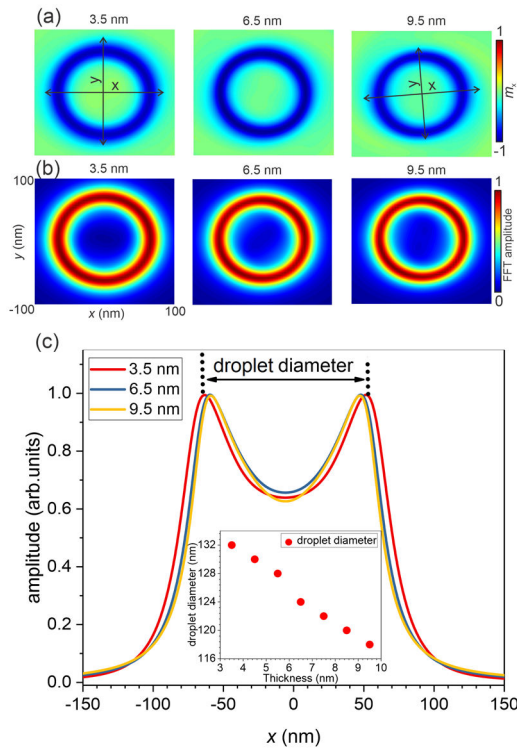 (a) 3.5 nm 6.5 nm 9.5 nm
y x y x
1
m_x
-1
(b) 3.5 nm 6.5 nm 9.5 nm
100
y (nm)
-100
x (nm) 100
1
FFT amplitude
0
(c)
3.5 nm
6.5 nm
9.5 nm
droplet diameter
amplitude (arb.units)
1.0
0.8
0.6
0.4
0.2
0.0
-150 -100 -50 0 50 100 150
x (nm)
droplet diameter
droplet diameter (nm)
132
128
124
120
116
3 4 5 6 7 8 9 10
Thickness (nm)